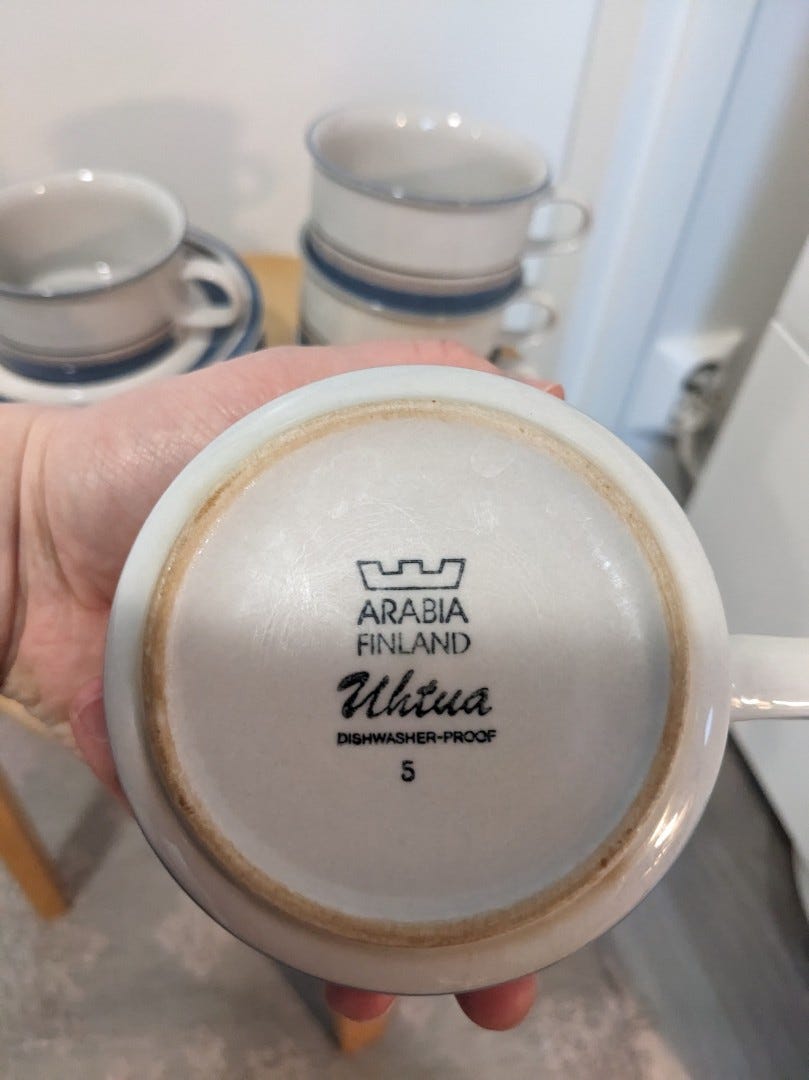 ARABIA
FINLAND
Uhtua
DISHWASHER-PROOF
5